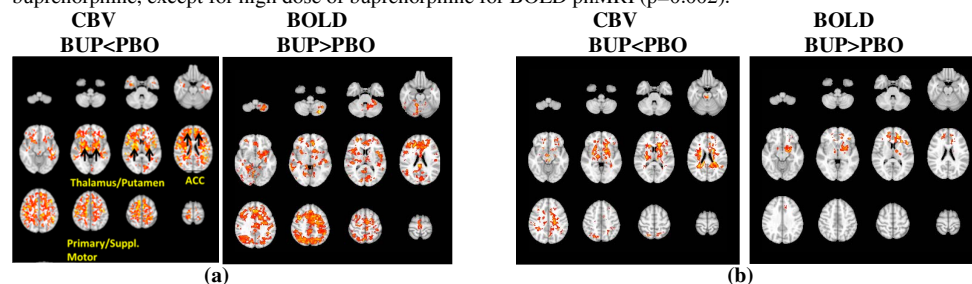 buprenorphine, except for high dose of buprenorphine for BOLD phMRI (p=0.002).
CBV BOLD
BUP<PBO BUP>PBO
Thalamus/Putamen ACC
Primary/Suppl.
Motor
(a)
CBV BOLD
BUP<PBO BUP>PBO
(b)